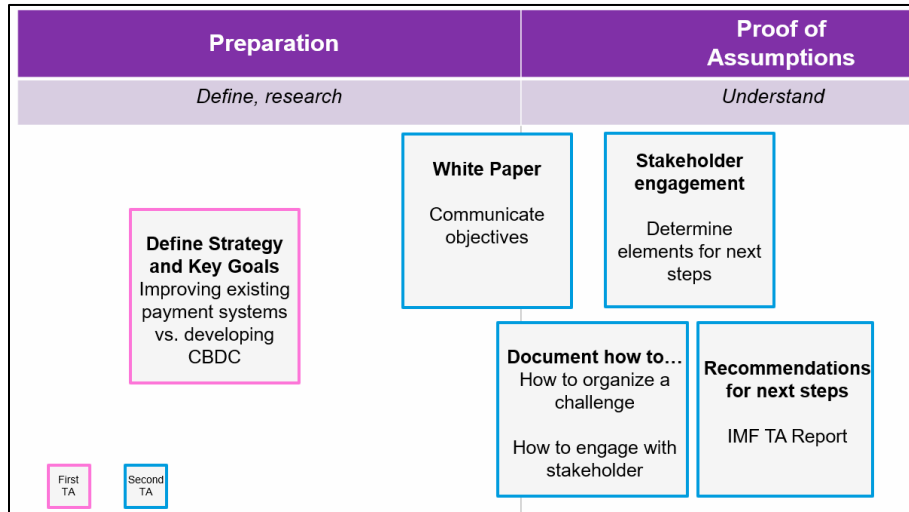 Preparation
Proof of
Assumptions
Define, research
Understand
White Paper
Communicate
objectives
Stakeholder
engagement
Determine
elements for next
steps
Define Strategy
and Key Goals
Improving existing
payment systems
vs. developing
CBDC
Document how to…
How to organize a
challenge
How to engage with
stakeholder
Recommendations
for next steps
IMF TA Report
First
TA
Second
TA